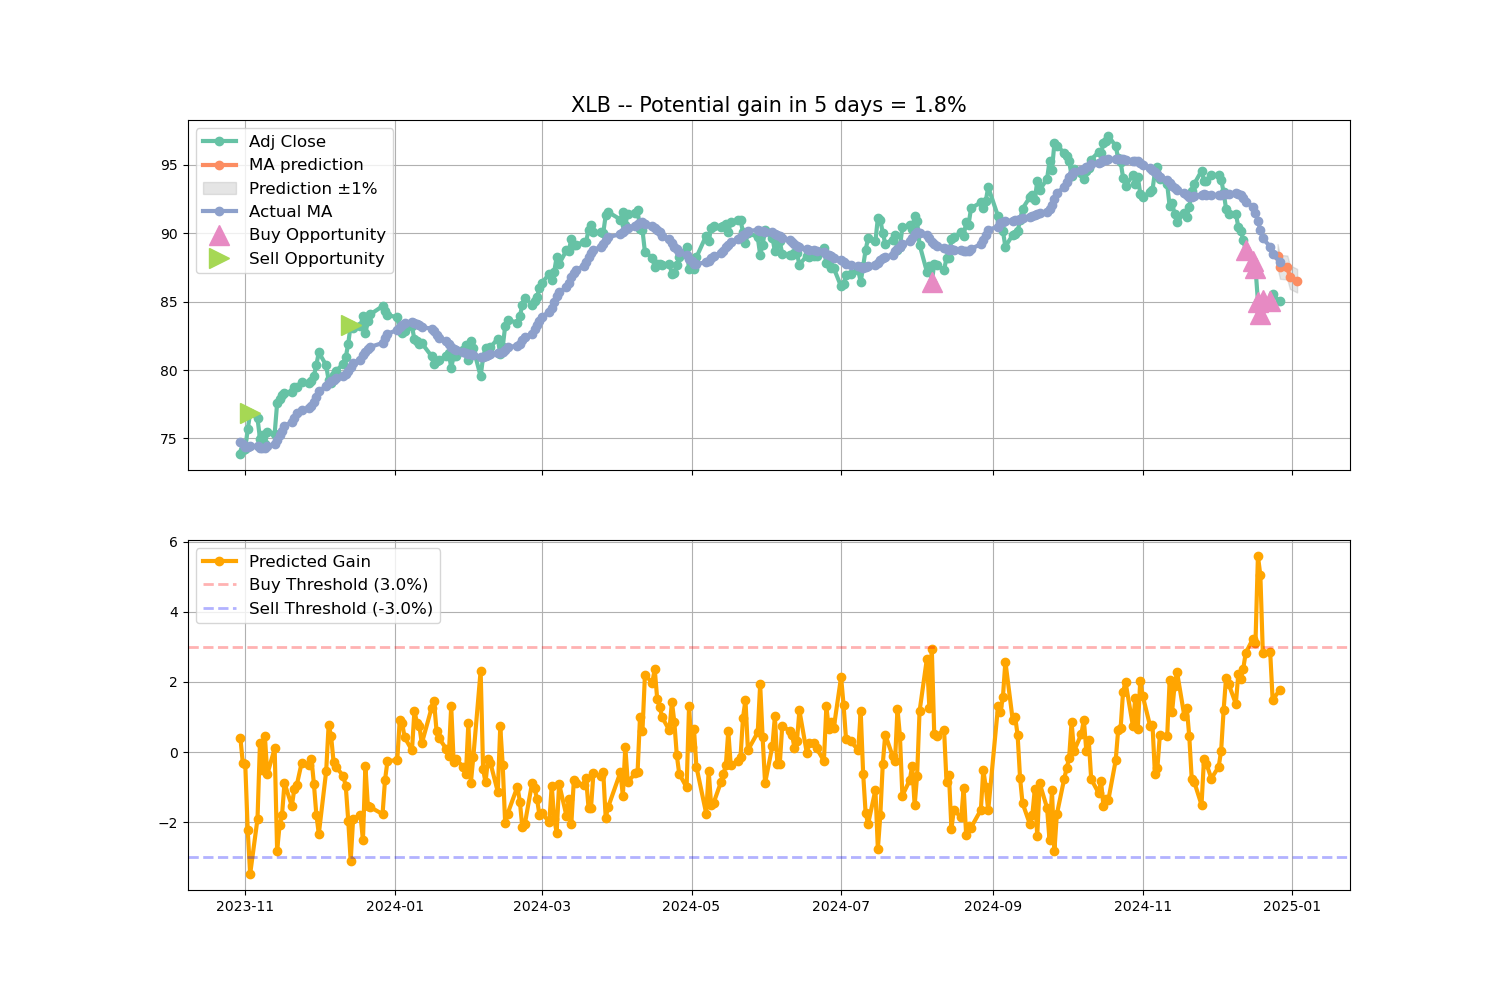 XLB -- Potential gain in 5 days = 1.8%
Adj Close
MA prediction
Prediction ±1%
Actual MA
Buy Opportunity
Sell Opportunity
95
90
85
80
75
6
4
2
0
−2
Predicted Gain
Buy Threshold (3.0%)
Sell Threshold (-3.0%)
2023-11
2024-01
2024-03
2024-05
2024-07
2024-09
2024-11
2025-01